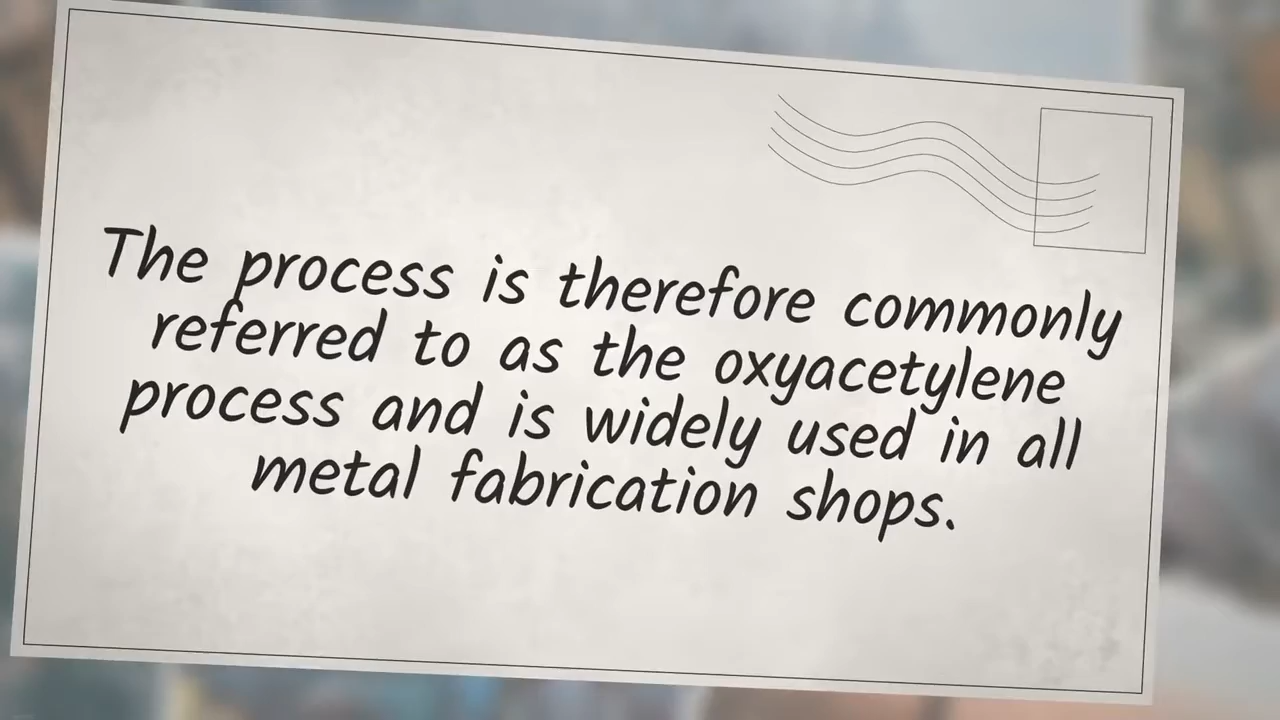 The process is therefore commonly
referred to as the oxyacetylene
process and is widely used in all
metal fabrication shops.